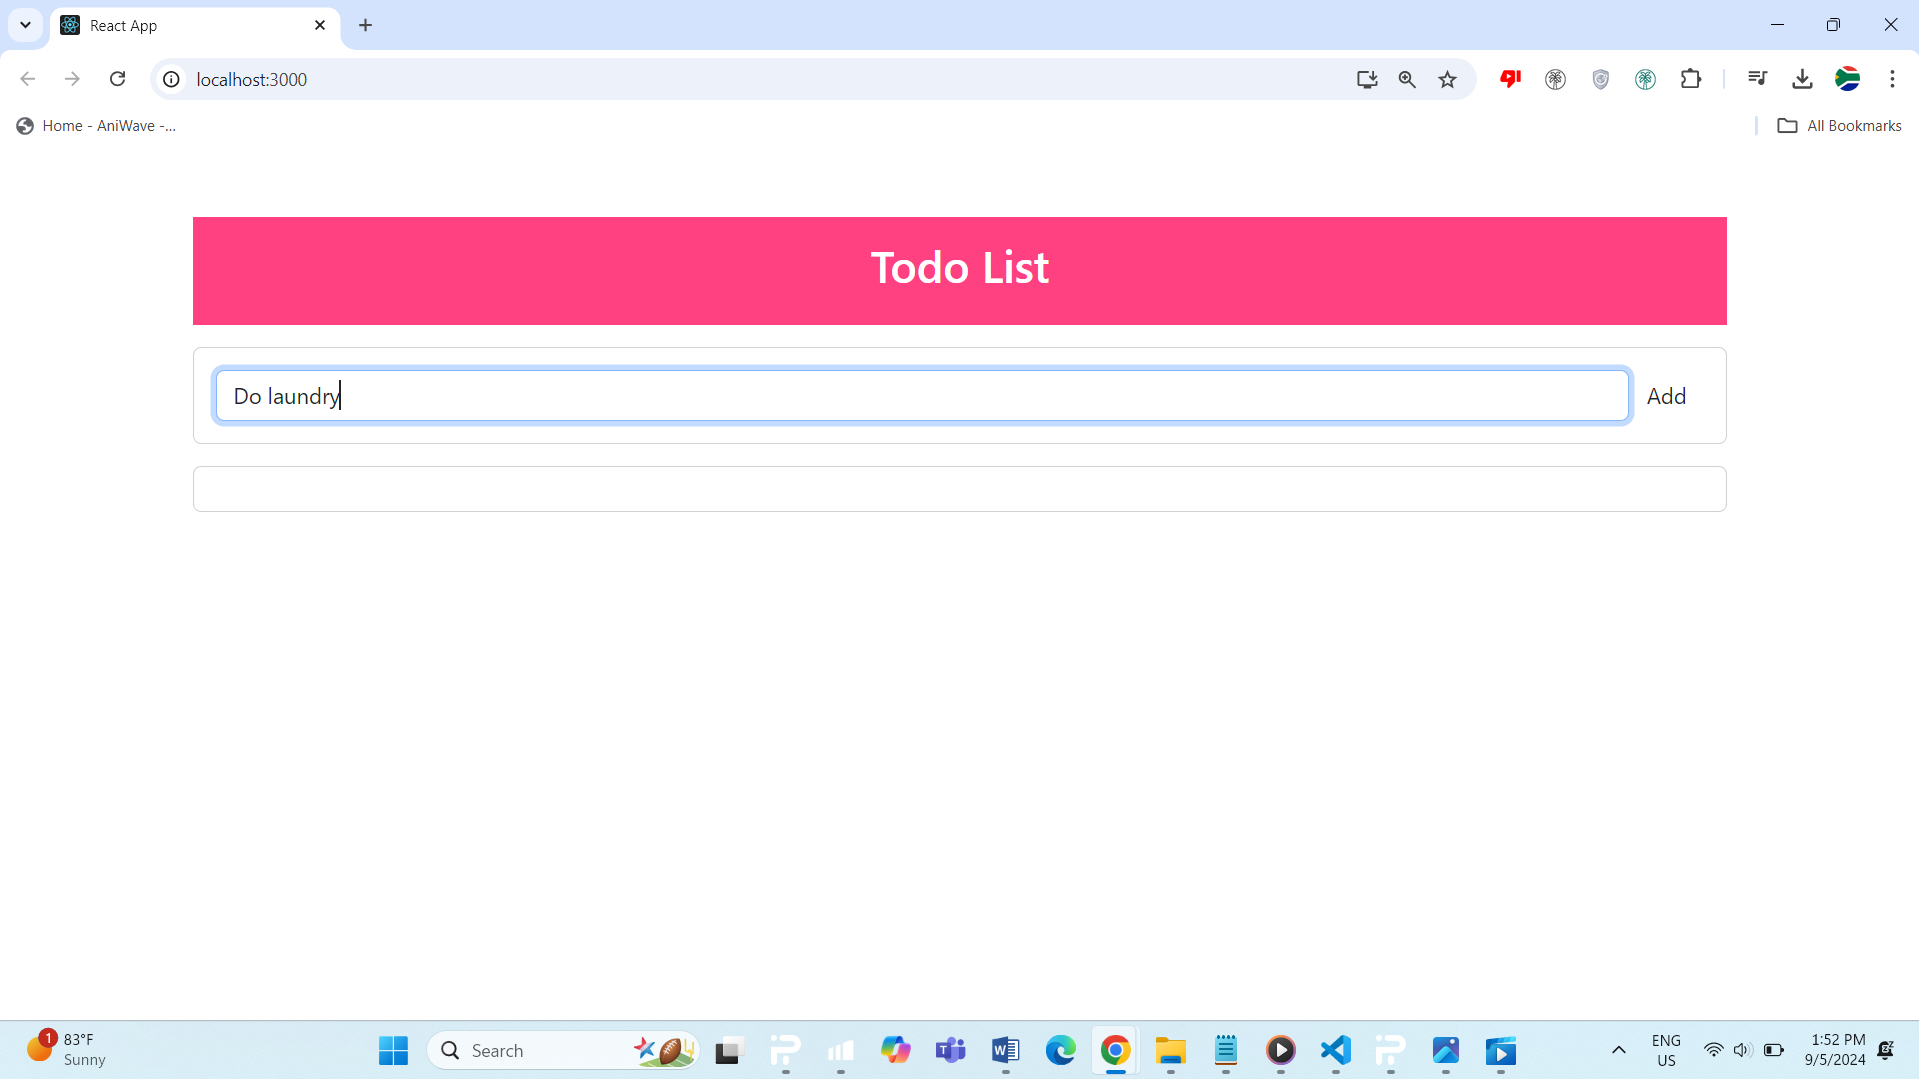 React App
localhost:3000
Home - AniWave -...
All Bookmarks
Todo List
Do laundry
Add
1
83°F
Sunny
Search
ENG
US
1:52 PM
9/5/2024